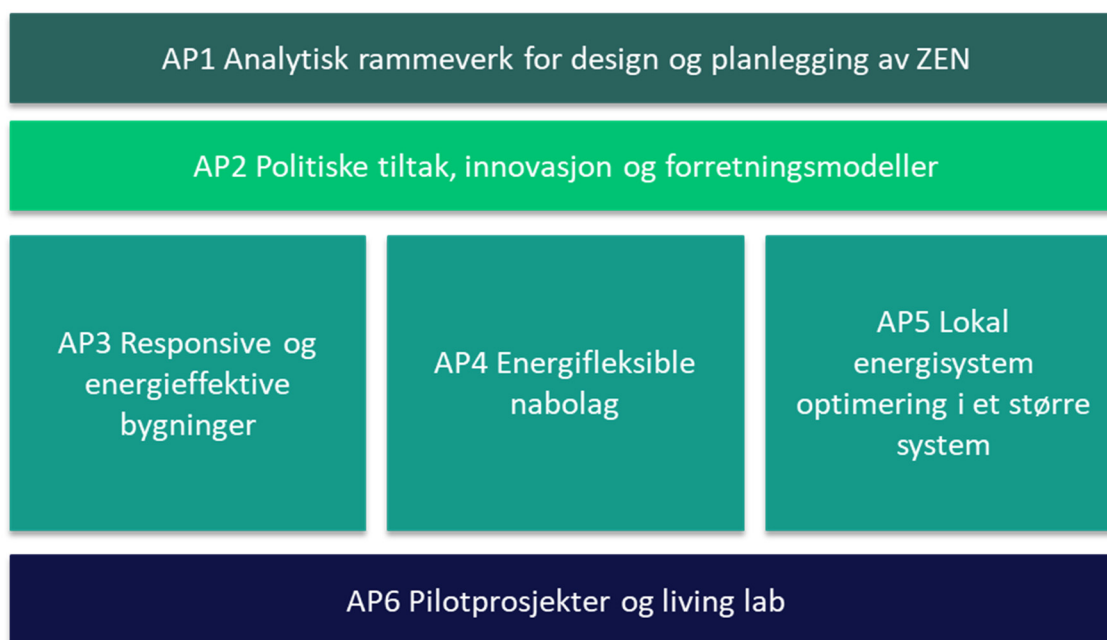 AP1 Analytisk rammeverk for design og planlegging av ZEN
AP2 Politiske tiltak, innovasjon og forretningsmodeller
AP3 Responsive og
energieffektive
bygninger
AP4 Energifleksible
nabolag
AP5 Lokal
energisystem
optimering i et større
system
AP6 Pilotprosjekter og living lab